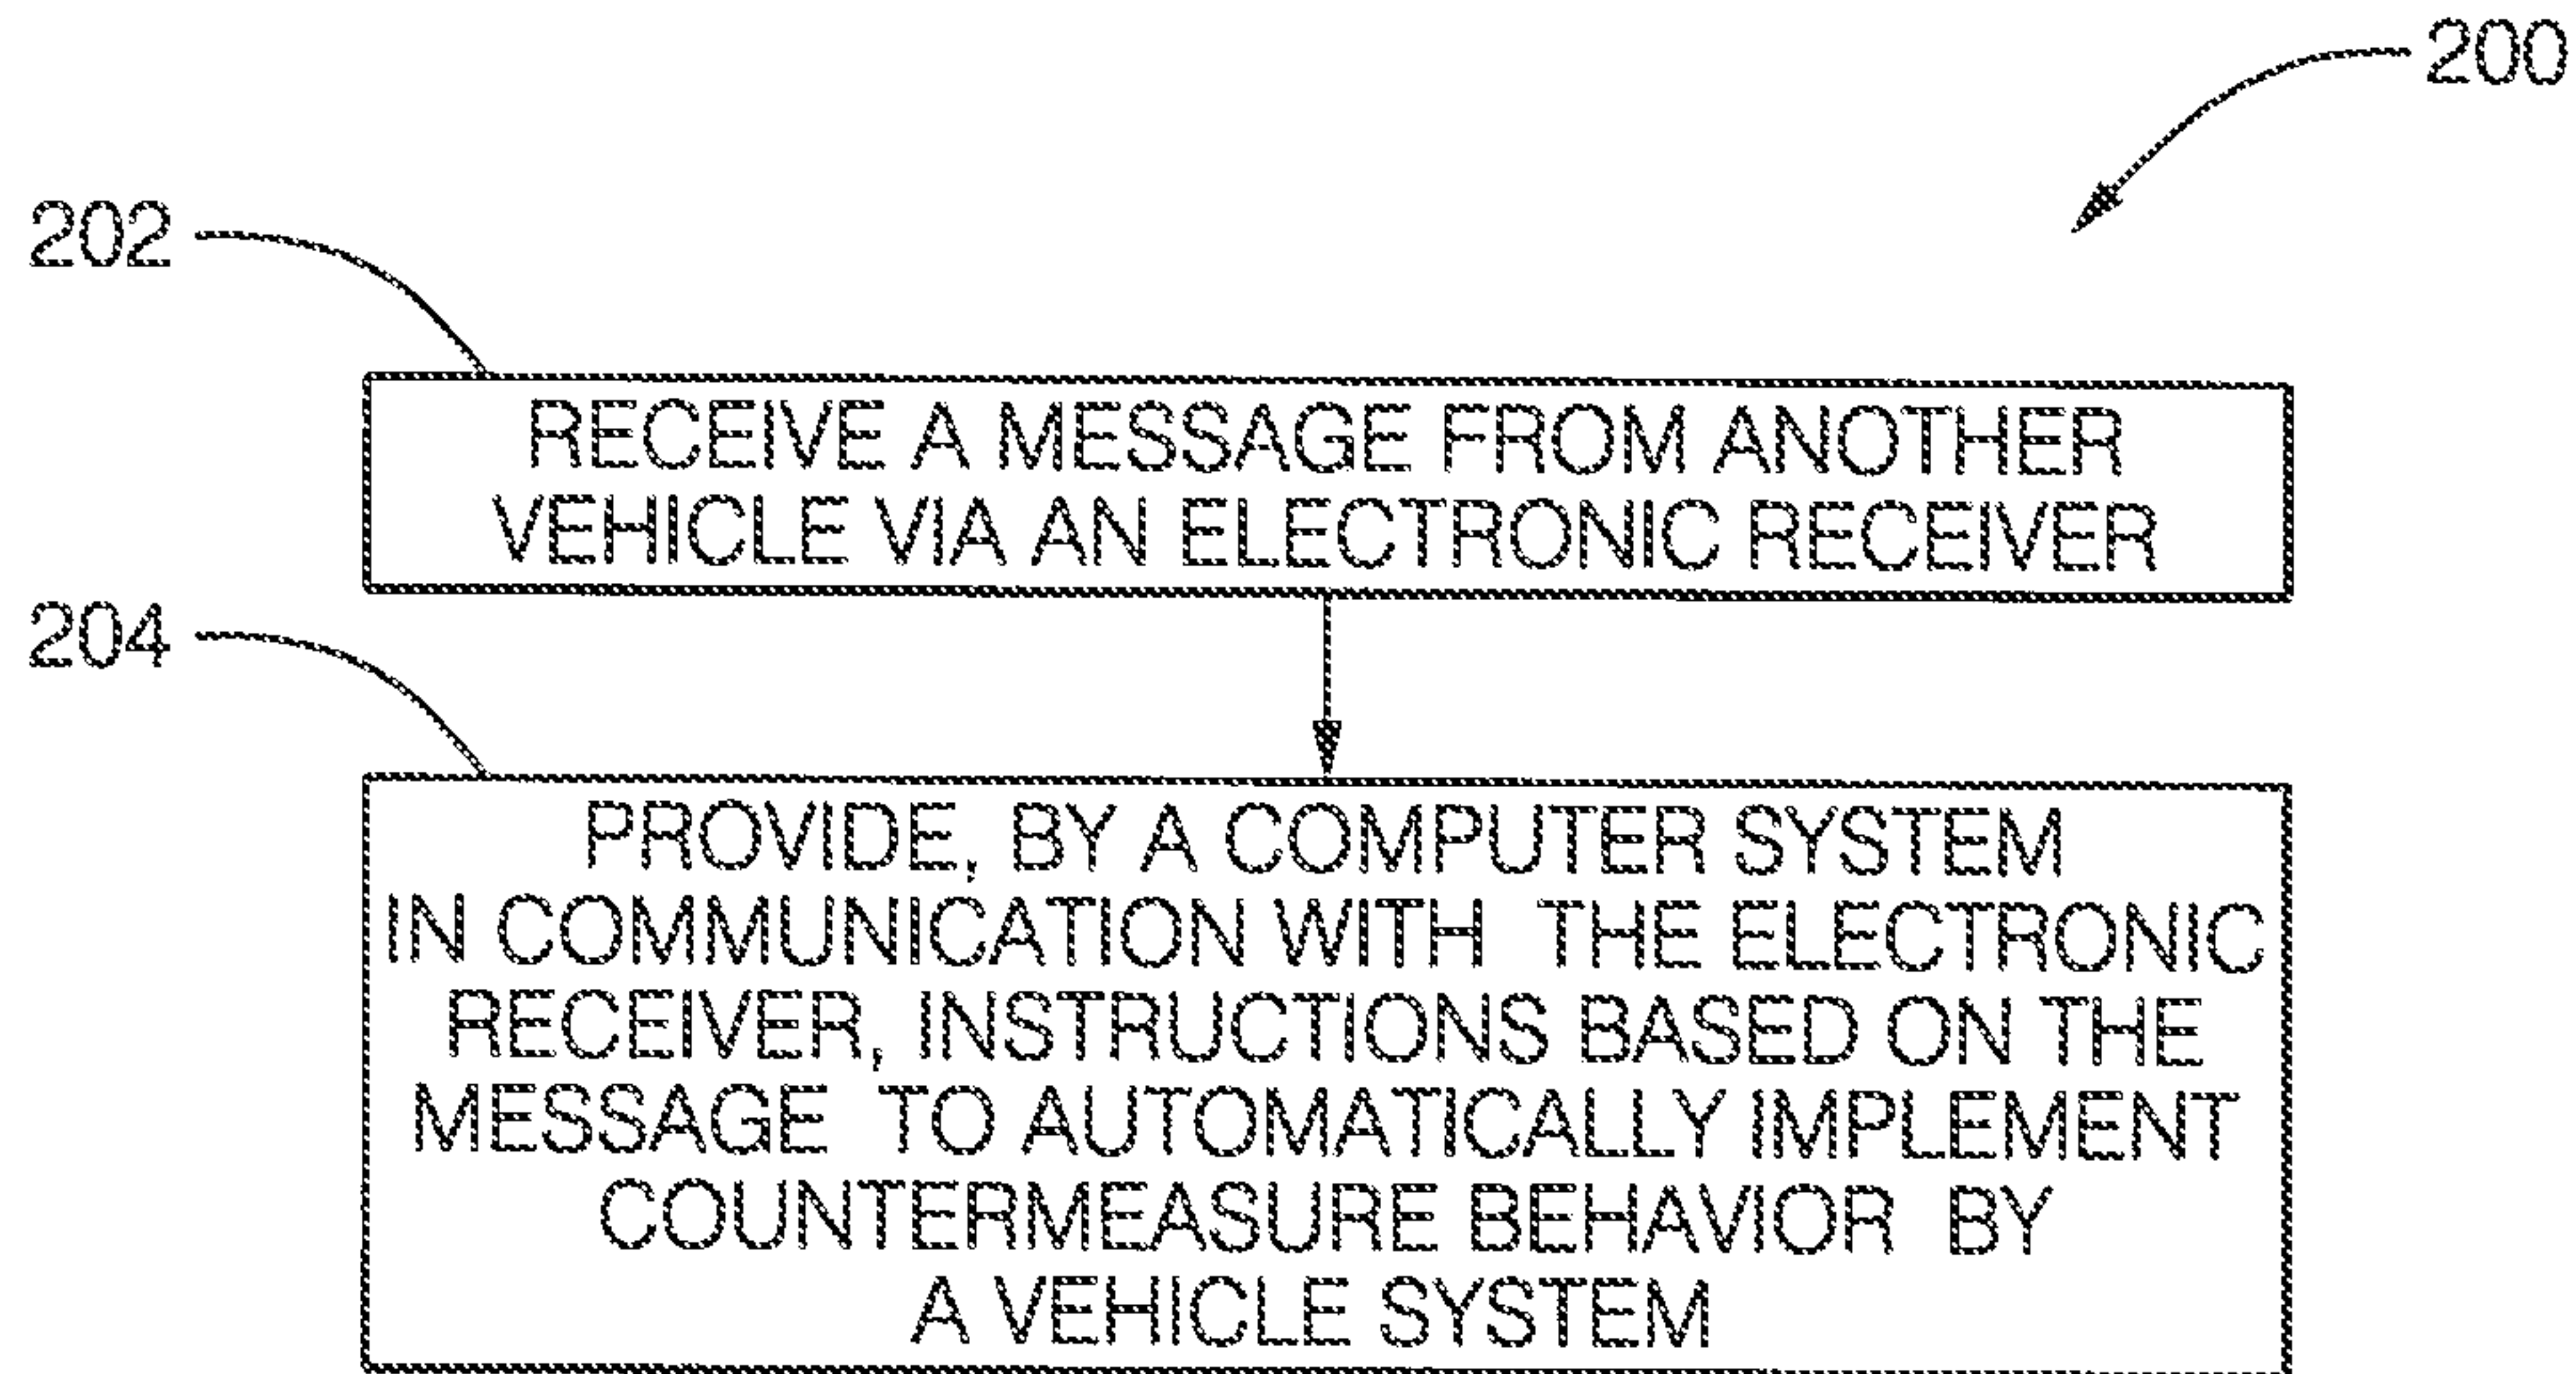 200
202
RECEIVE A MESSAGE FROM ANOTHER
VEHICLE VIA AN ELECTRONIC RECEIVER
204
PROVIDE, BY A COMPUTER SYSTEM
IN COMMUNICATION WITH THE ELECTRONIC
RECEIVER, INSTRUCTIONS BASED ON THE
MESSAGE TO AUTOMATICALLY IMPLEMENT
COUNTERMEASURE BEHAVIOR BY
A VEHICLE SYSTEM